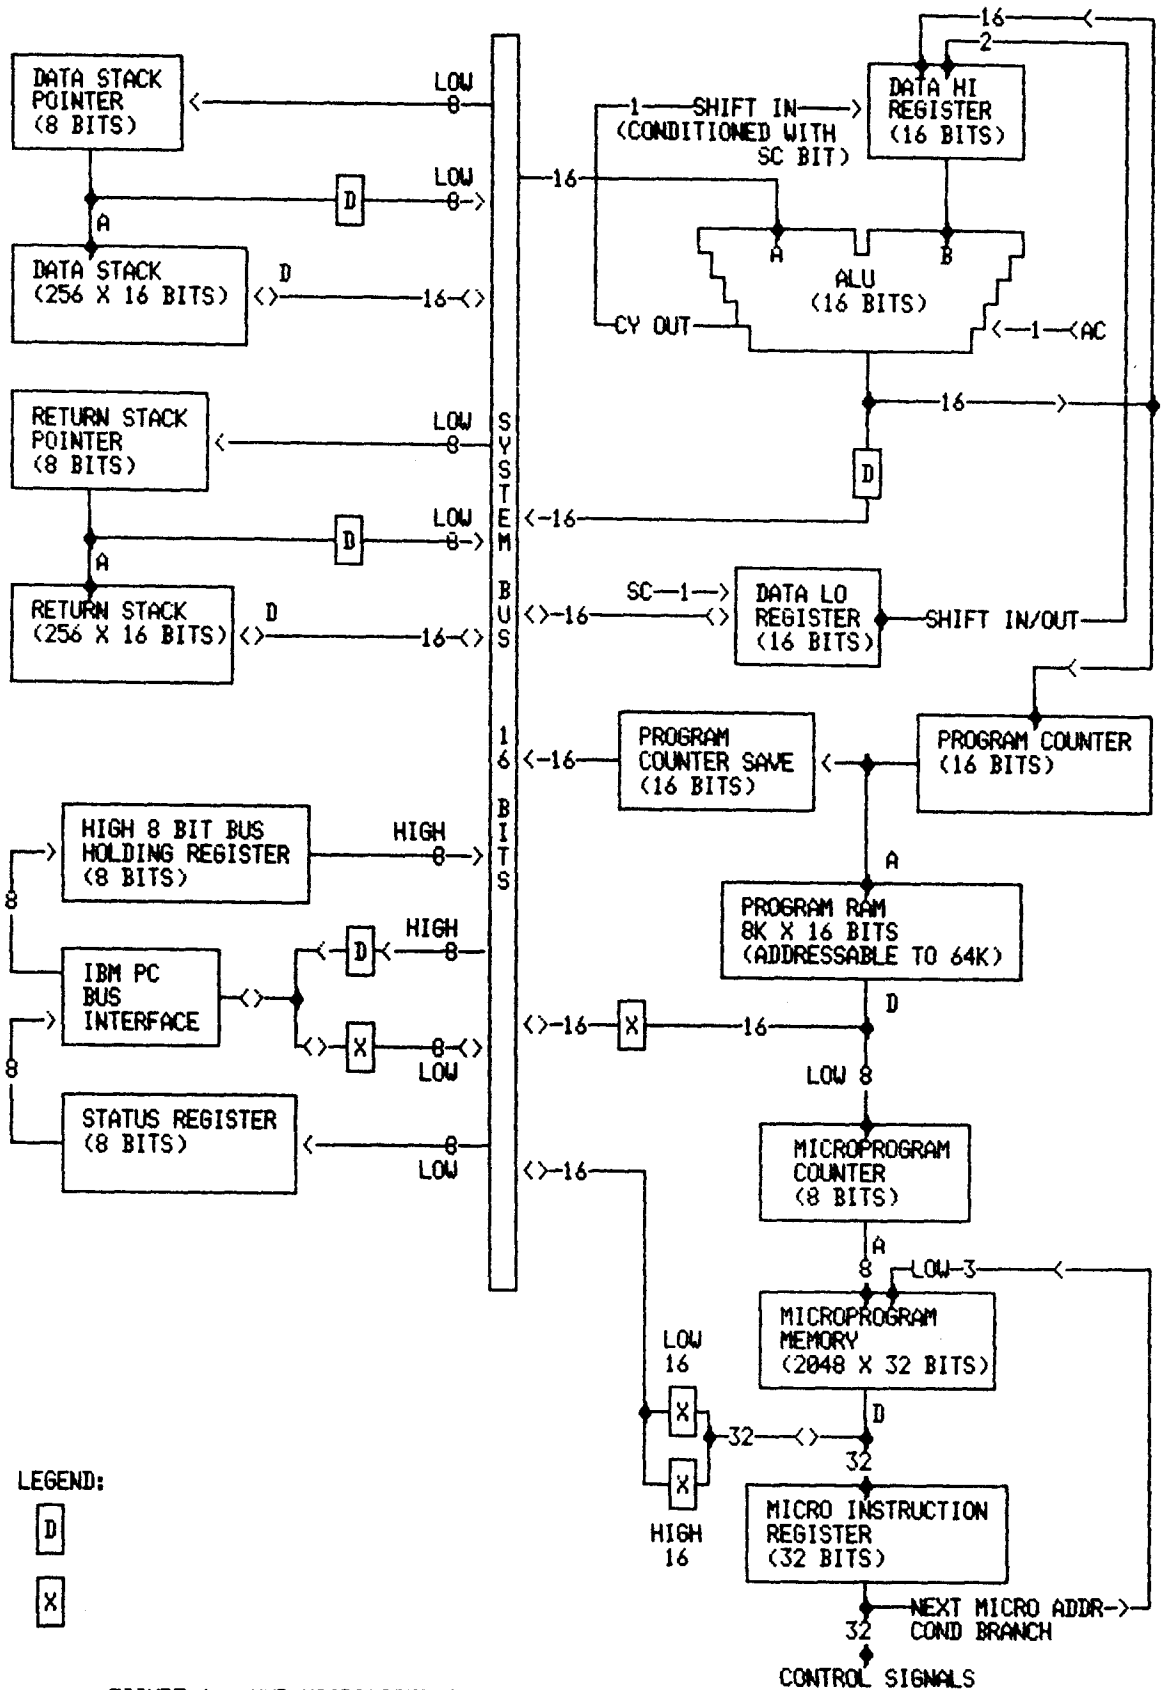 DATA STACK
POINTER
(8 BITS)
LOW
8
LOW
8
D
A
DATA STACK
(256 X 16 BITS)
D
16
RETURN STACK
POINTER
(8 BITS)
LOW
8
LOW
8
D
A
RETURN STACK
(256 X 16 BITS)
D
16
SYSTEM BUS 16 BITS
HIGH 8 BIT BUS
HOLDING REGISTER
(8 BITS)
HIGH
8
8
IBM PC
BUS
INTERFACE
D
HIGH
8
X
8
LOW
8
STATUS REGISTER
(8 BITS)
8
LOW
16
2
DATA HI
REGISTER
(16 BITS)
1 SHIFT IN
(CONDITIONED WITH
SC BIT)
16
A
B
ALU
(16 BITS)
CY OUT
1 AC
16
D
16
SC 1
16
DATA LO
REGISTER
(16 BITS)
SHIFT IN/OUT
16
PROGRAM
COUNTER SAVE
(16 BITS)
PROGRAM COUNTER
(16 BITS)
A
PROGRAM RAM
8K X 16 BITS
(ADDRESSABLE TO 64K)
D
16 X 16
LOW 8
MICROPROGRAM
COUNTER
(8 BITS)
16
A
8
LOW 3
MICROPROGRAM
MEMORY
(2048 X 32 BITS)
LOW
16
X
D
32
32
X
HIGH
16
MICRO INSTRUCTION
REGISTER
(32 BITS)
NEXT MICRO ADDR
COND BRANCH
32
CONTROL SIGNALS
LEGEND:
D
X